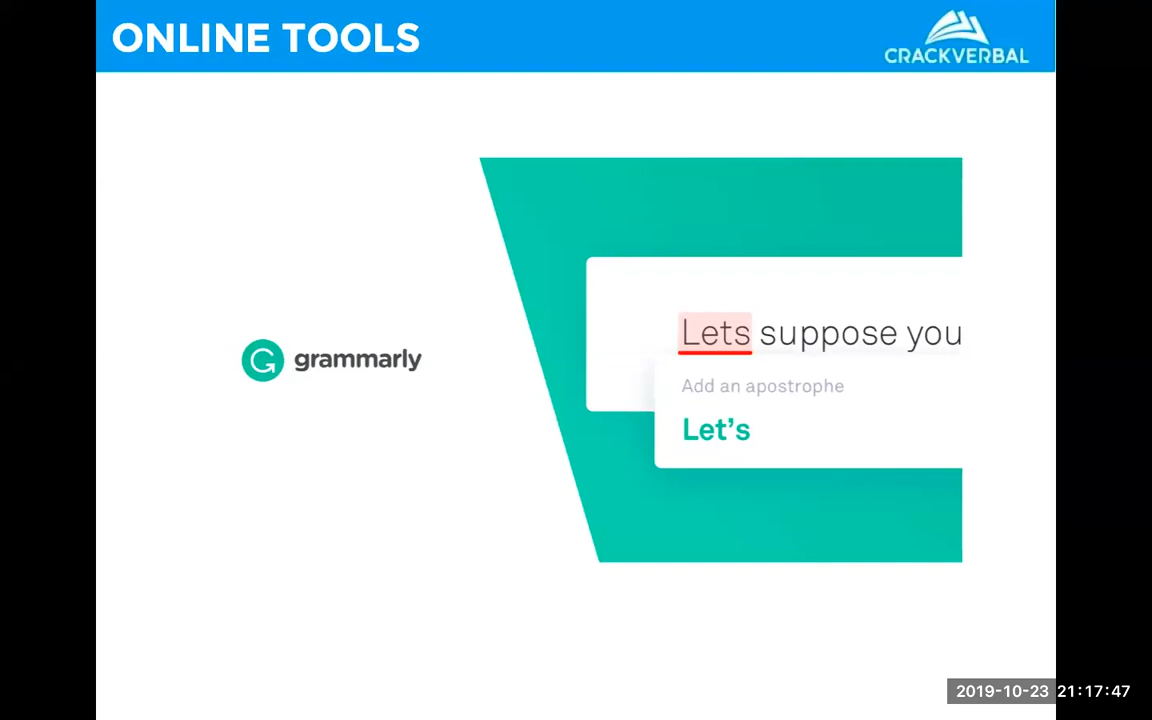 ONLINE TOOLS
CRACKVERBAL
grammarly
Lets suppose you
Add an apostrophe
Let’s
2019-10-23 21:17:47